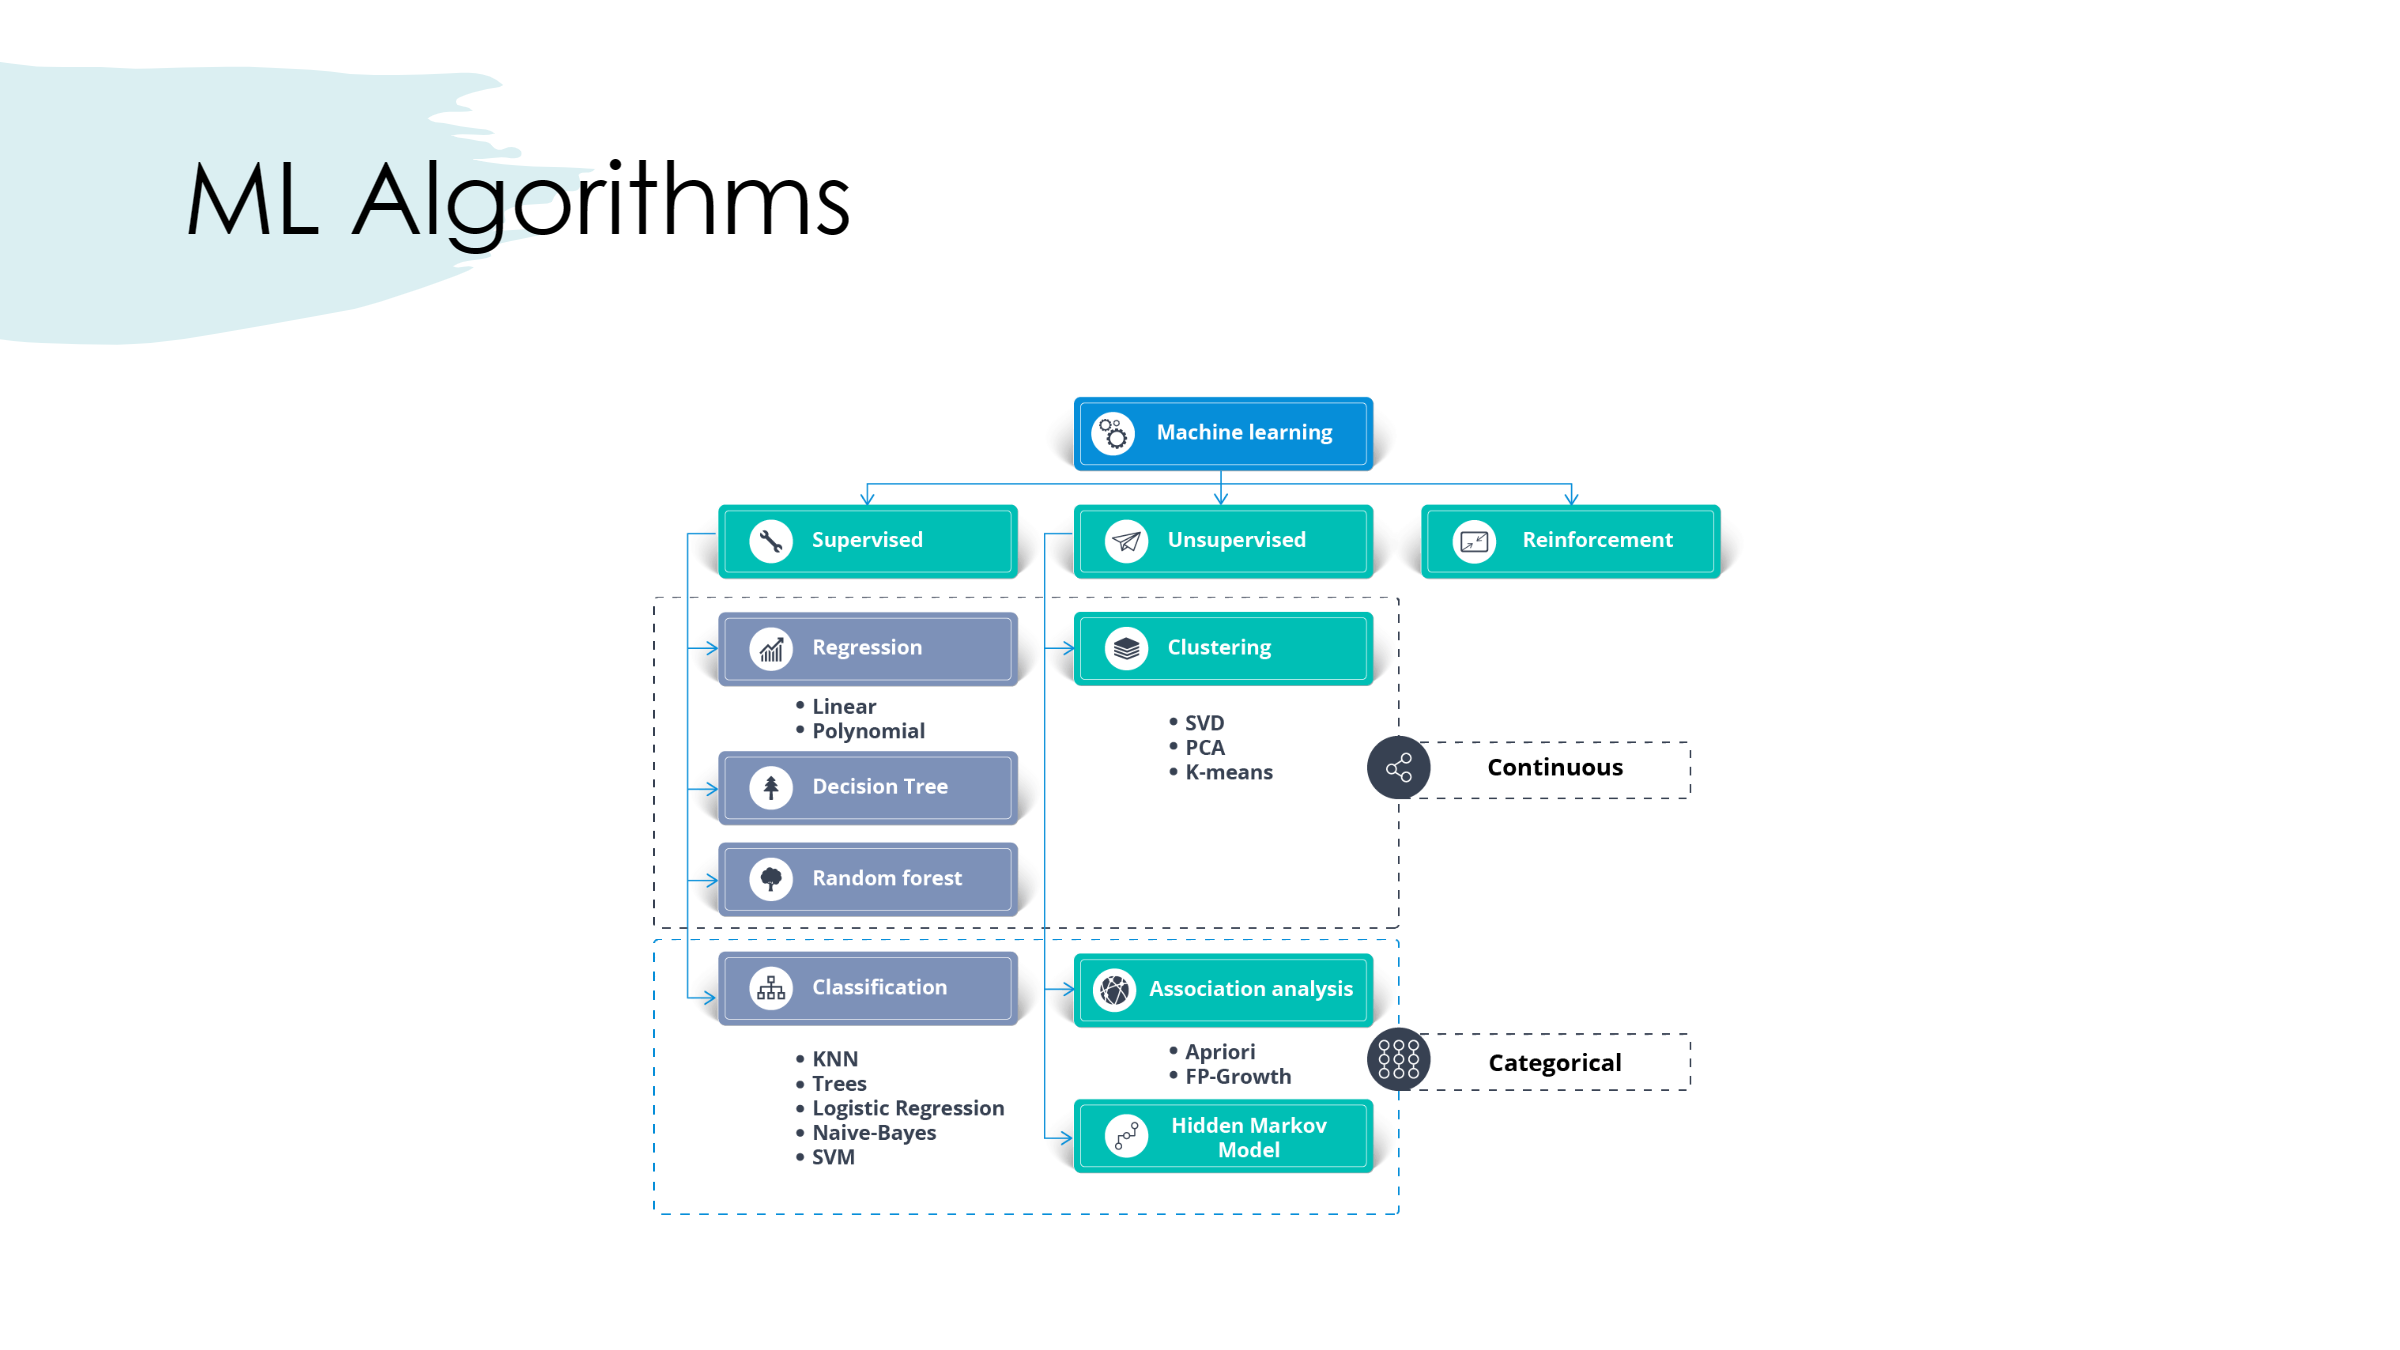 ML Algorithms
Machine learning
Supervised
Unsupervised
Reinforcement
Regression
• Linear
• Polynomial
Decision Tree
Random forest
Clustering
• SVD
• PCA
• K-means
Continuous
Classification
• KNN
• Trees
• Logistic Regression
• Naive-Bayes
• SVM
Association analysis
• Apriori
• FP-Growth
Hidden Markov
Model
Categorical